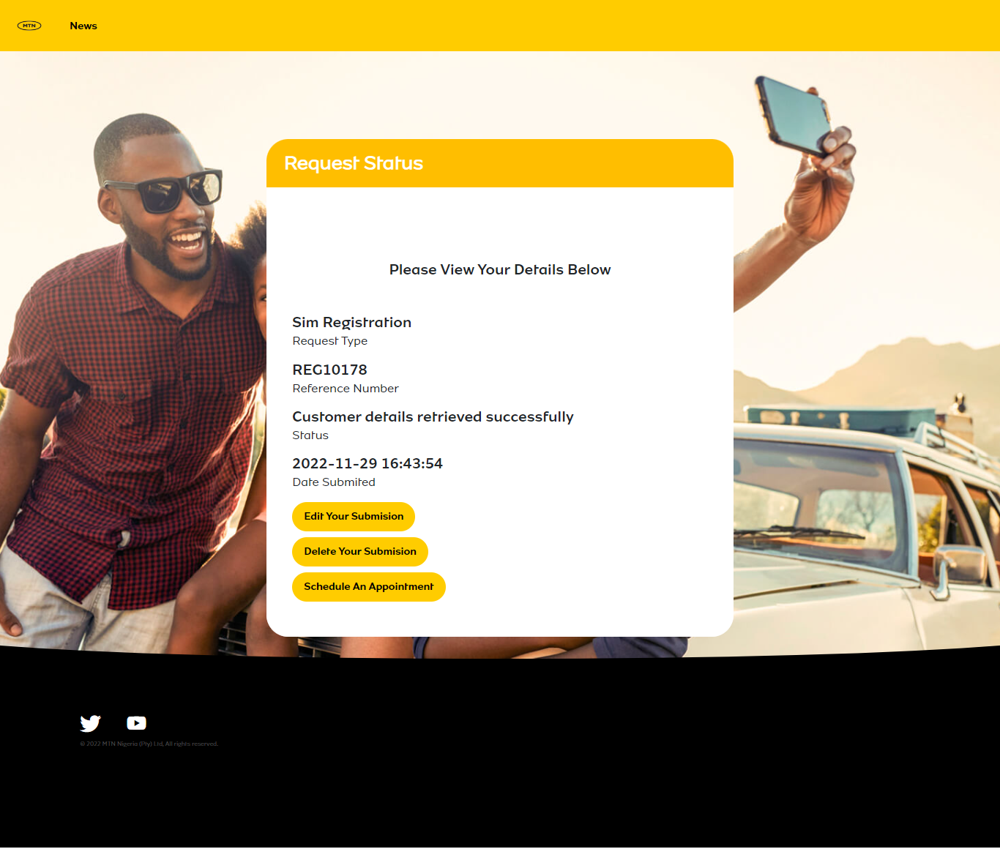 MTN
News
Request Status
Please View Your Details Below
Sim Registration
Request Type
REG10178
Reference Number
Customer details retrieved successfully
Status
2022-11-29 16:43:54
Date Submited
Edit Your Submision
Delete Your Submision
Schedule An Appointment
© 2022 MTN Nigeria (Pty) Ltd, All rights reserved.